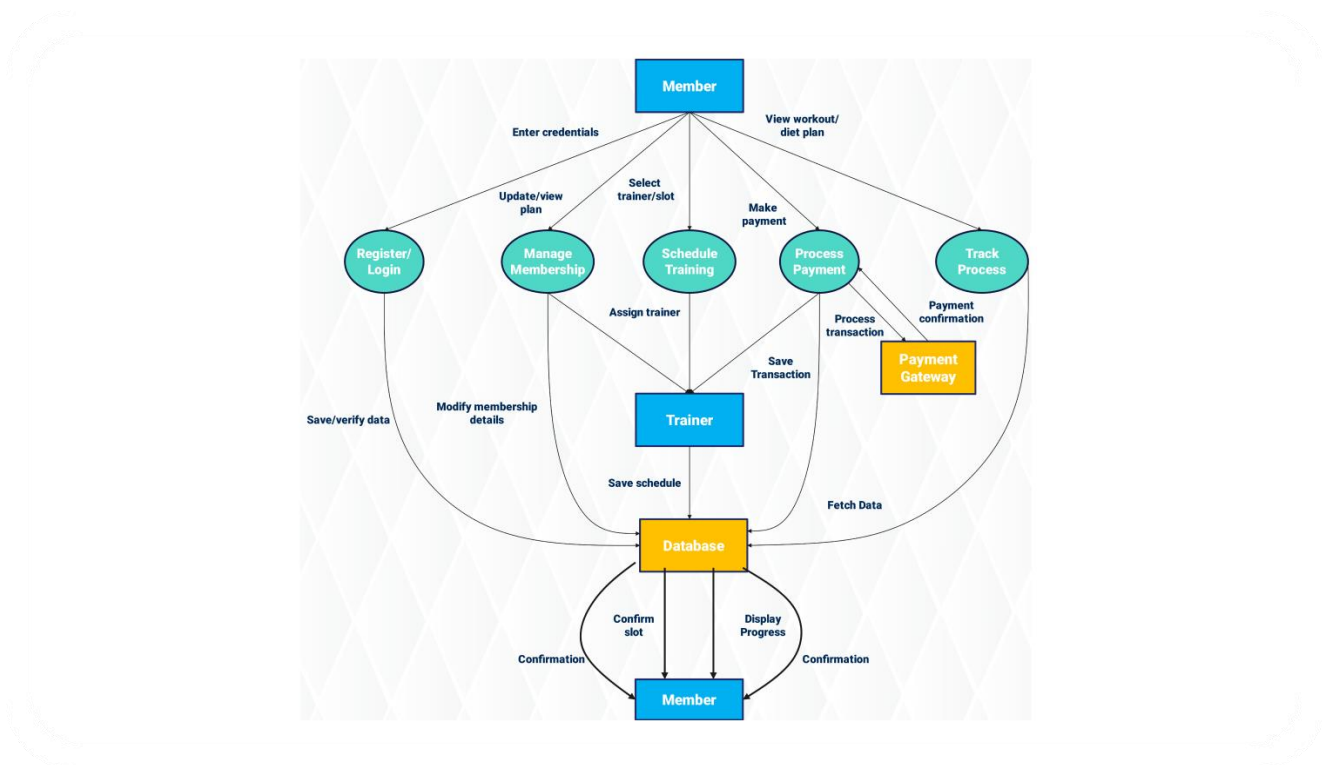 Member
View workout/
diet plan
Enter credentials
Select
trainer/slot
Update/view
plan
Make
payment
Register/
Login
Manage
Membership
Schedule
Training
Process
Payment
Track
Process
Assign trainer
Process
transaction
Payment
confirmation
Payment
Gateway
Save
Transaction
Save/verify data
Modify membership
details
Trainer
Save schedule
Fetch Data
Database
Confirm
slot
Display
Progress
Confirmation
Confirmation
Member